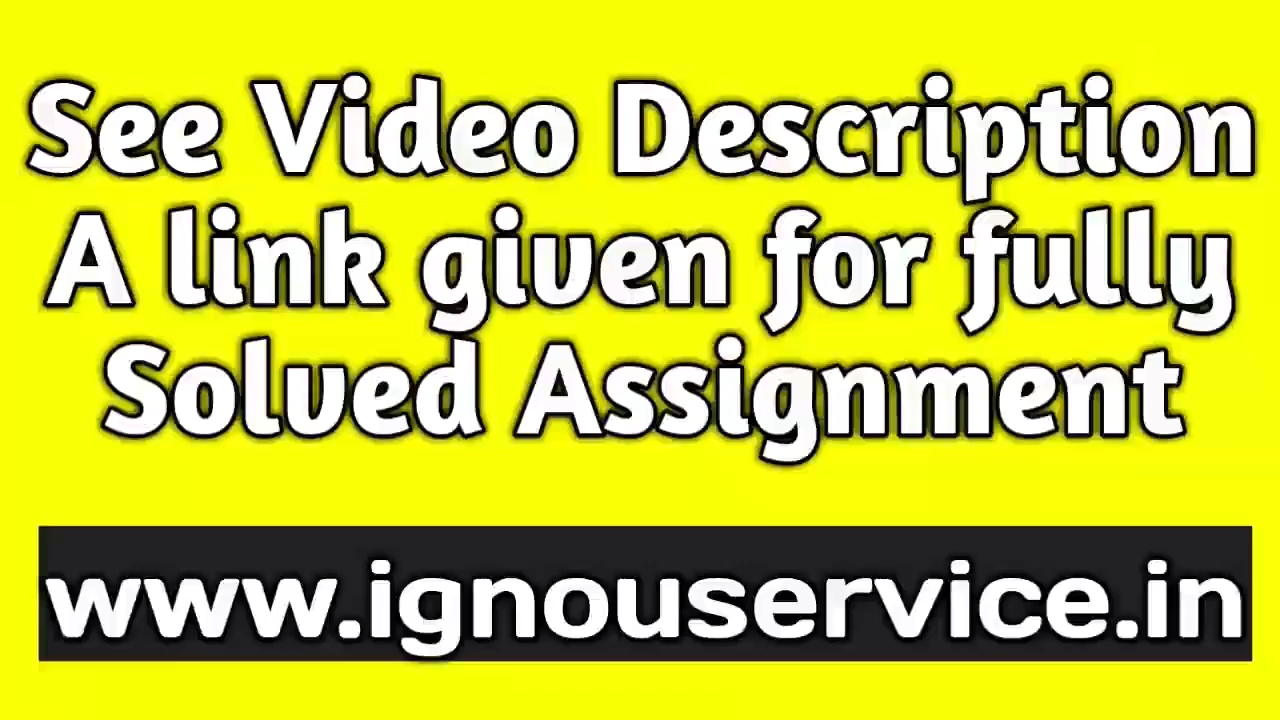 See Video Description
A link given for fully
Solved Assignment
www.ignouservice.in